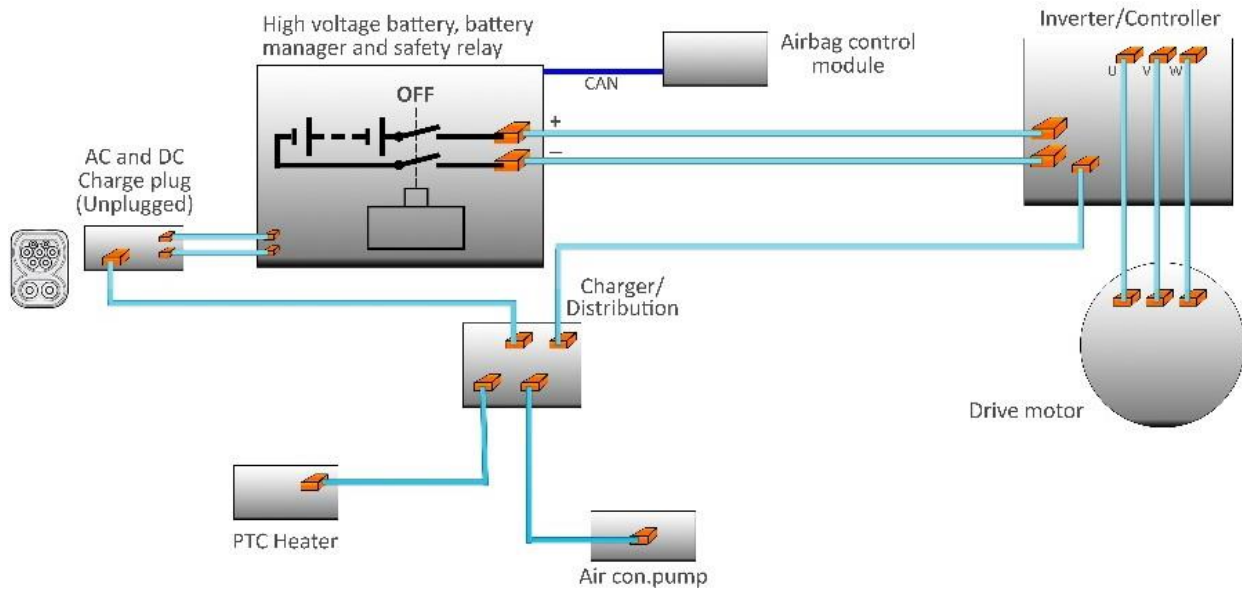 High voltage battery, battery
manager and safety relay
Inverter/Controller
Airbag control
module
CAN
OFF
U
V
W
+
–
AC and DC
Charge plug
(Unplugged)
Charger/
Distribution
Drive motor
PTC Heater
Air con.pump